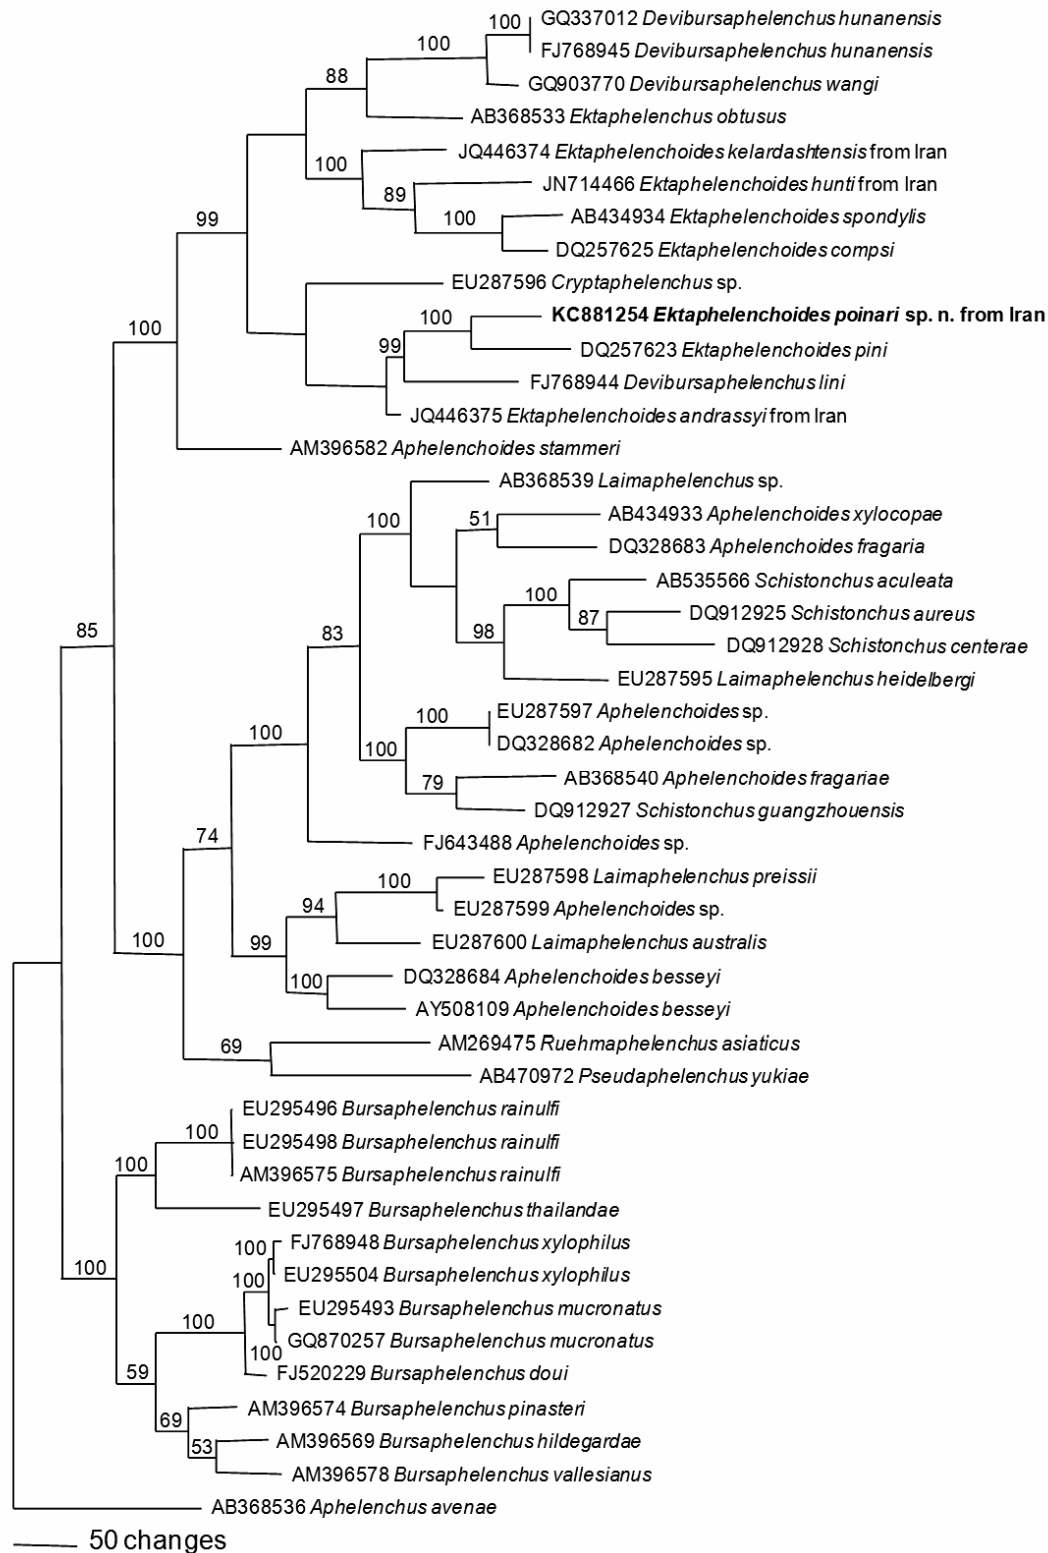 100 GQ337012 Devibursaphelenchus hunanensis
100 FJ768945 Devibursaphelenchus hunanensis
88 GQ903770 Devibursaphelenchus wangi
AB368533 Ektaphelenchus obtusus
JQ446374 Ektaphelenchoides kelardashtensis from Iran
100
JN714466 Ektaphelenchoides hunti from Iran
89
100 AB434934 Ektaphelenchoides spondylis
99
DQ257625 Ektaphelenchoides compsi
EU287596 Cryptaphelenchus sp.
100 KC881254 Ektaphelenchoides poinari sp. n. from Iran
100
99 DQ257623 Ektaphelenchoides pini
FJ768944 Devibursaphelenchus lini
JQ446375 Ektaphelenchoides andrassyi from Iran
AM396582 Aphelenchoides stammeri
AB368539 Laimaphelenchus sp.
100 51 AB434933 Aphelenchoides xylocopae
DQ328683 Aphelenchoides fragaria
AB535566 Schistonchus aculeata
100
87 DQ912925 Schistonchus aureus
85 83 98
DQ912928 Schistonchus centerae
EU287595 Laimaphelenchus heidelbergi
100 EU287597 Aphelenchoides sp.
100 100 DQ328682 Aphelenchoides sp.
79 AB368540 Aphelenchoides fragariae
DQ912927 Schistonchus guangzhouensis
74
FJ643488 Aphelenchoides sp.
100 EU287598 Laimaphelenchus preissii
94 EU287599 Aphelenchoides sp.
100 99 EU287600 Laimaphelenchus australis
100 DQ328684 Aphelenchoides besseyi
AY508109 Aphelenchoides besseyi
69 AM269475 Ruehmaphelenchus asiaticus
AB470972 Pseudaphelenchus yukiae
EU295496 Bursaphelenchus rainulfi
100 EU295498 Bursaphelenchus rainulfi
100 AM396575 Bursaphelenchus rainulfi
EU295497 Bursaphelenchus thailandae
100 FJ768948 Bursaphelenchus xylophilus
100 100 EU295504 Bursaphelenchus xylophilus
EU295493 Bursaphelenchus mucronatus
100 100 GQ870257 Bursaphelenchus mucronatus
59 FJ520229 Bursaphelenchus doui
69 AM396574 Bursaphelenchus pinasteri
53 AM396569 Bursaphelenchus hildegardae
AM396578 Bursaphelenchus vallesianus
AB368536 Aphelenchus avenae
50 changes